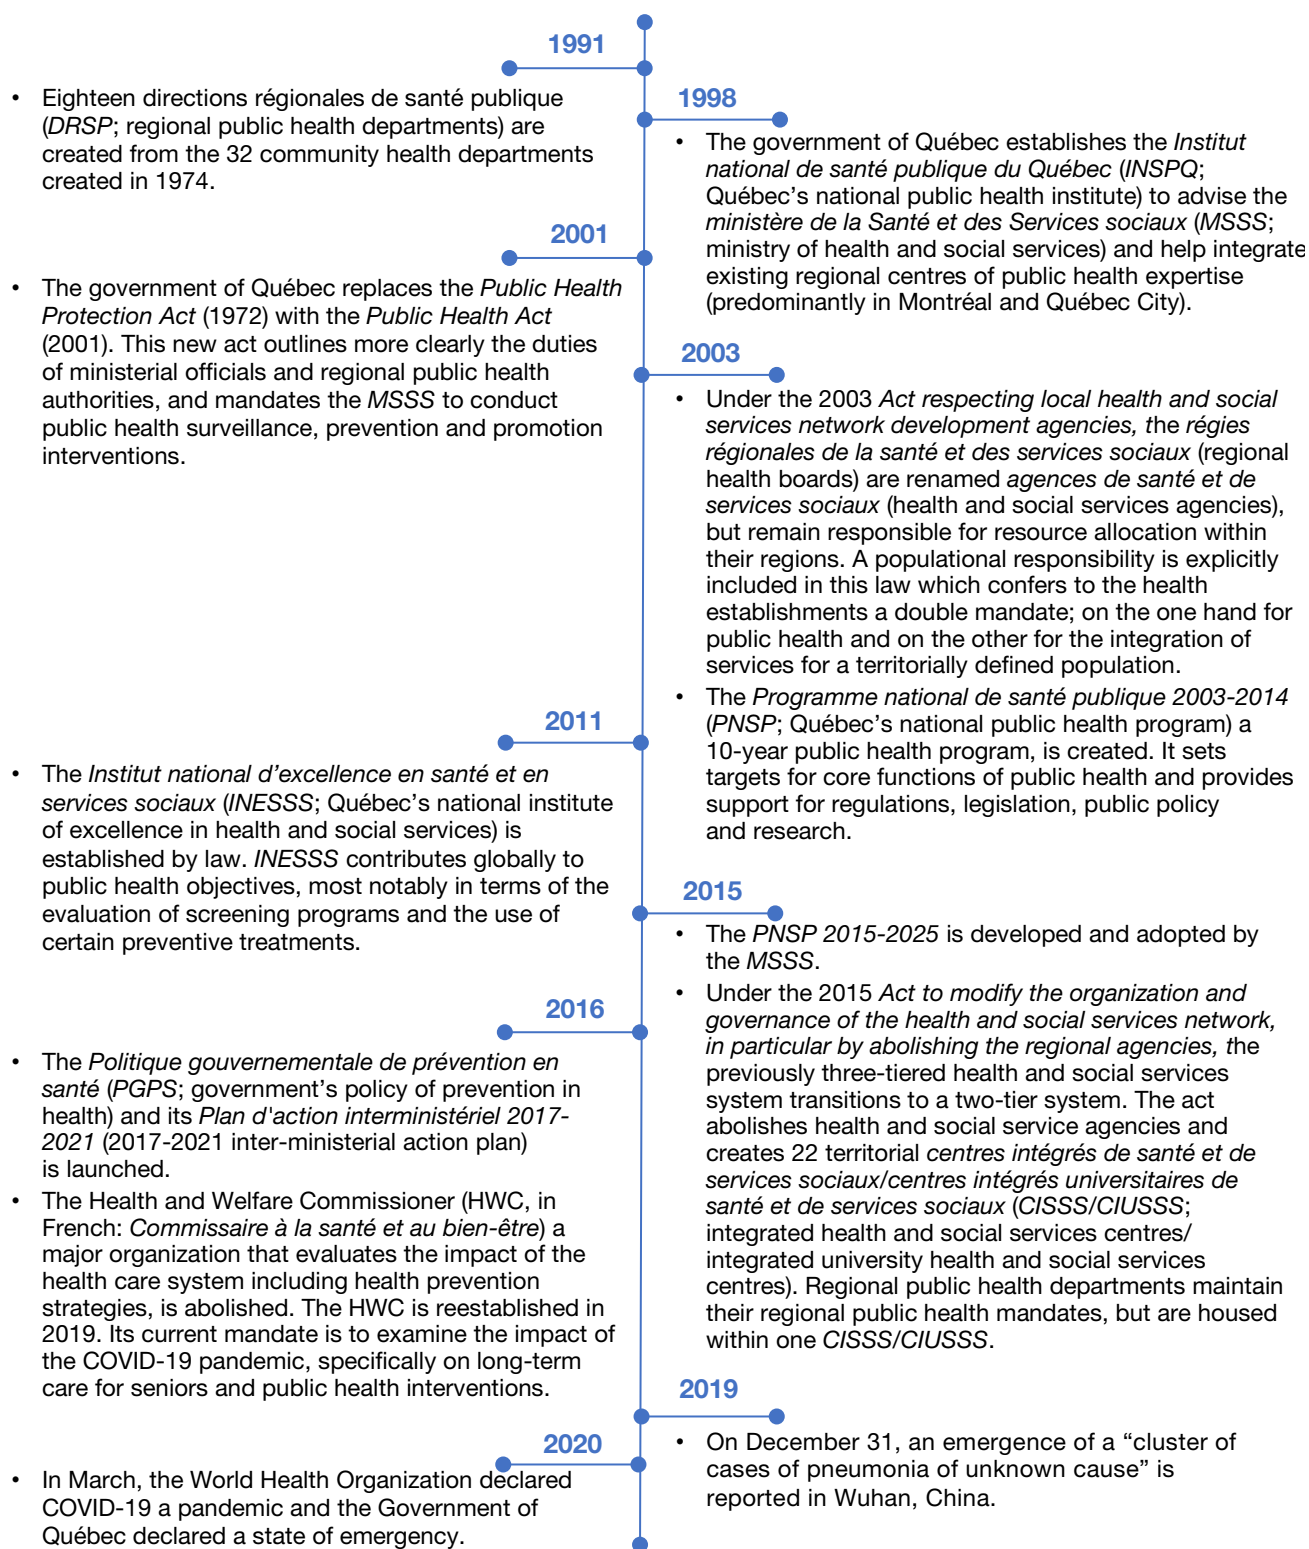 1991
• Eighteen directions régionales de santé publique
(DRSP; regional public health departments) are
created from the 32 community health departments
created in 1974.
1998
• The government of Québec establishes the Institut
national de santé publique du Québec (INSPQ;
Québec's national public health institute) to advise the
ministère de la Santé et des Services sociaux (MSSS;
ministry of health and social services) and help integrate
existing regional centres of public health expertise
(predominantly in Montréal and Québec City).
2001
• The government of Québec replaces the Public Health
Protection Act (1972) with the Public Health Act
(2001). This new act outlines more clearly the duties
of ministerial officials and regional public health
authorities, and mandates the MSSS to conduct
public health surveillance, prevention and promotion
interventions.
2003
• Under the 2003 Act respecting local health and social
services network development agencies, the régies
régionales de la santé et des services sociaux (regional
health boards) are renamed agences de santé et de
services sociaux (health and social services agencies),
but remain responsible for resource allocation within
their regions. A populational responsibility is explicitly
included in this law which confers to the health
establishments a double mandate; on the one hand for
public health and on the other for the integration of
services for a territorially defined population.
• The Programme national de santé publique 2003-2014
(PNSP; Québec's national public health program) a
10-year public health program, is created. It sets
targets for core functions of public health and provides
support for regulations, legislation, public policy
and research.
2011
• The Institut national d'excellence en santé et en
services sociaux (INESSS; Québec's national institute
of excellence in health and social services) is
established by law. INESSS contributes globally to
public health objectives, most notably in terms of the
evaluation of screening programs and the use of
certain preventive treatments.
2015
• The PNSP 2015-2025 is developed and adopted by
the MSSS.
• Under the 2015 Act to modify the organization and
governance of the health and social services network,
in particular by abolishing the regional agencies, the
previously three-tiered health and social services
system transitions to a two-tier system. The act
abolishes health and social service agencies and
creates 22 territorial centres intégrés de santé et de
services sociaux/centres intégrés universitaires de
santé et de services sociaux (CISSS/CIUSSS;
integrated health and social services centres/
integrated university health and social services
centres). Regional public health departments maintain
their regional public health mandates, but are housed
within one CISSS/CIUSSS.
2016
• The Politique gouvernementale de prévention en
santé (PGPS; government's policy of prevention in
health) and its Plan d'action interministériel 2017-
2021 (2017-2021 inter-ministerial action plan)
is launched.
• The Health and Welfare Commissioner (HWC, in
French: Commissaire à la santé et au bien-être) a
major organization that evaluates the impact of the
health care system including health prevention
strategies, is abolished. The HWC is reestablished in
2019. Its current mandate is to examine the impact of
the COVID-19 pandemic, specifically on long-term
care for seniors and public health interventions.
2019
• On December 31, an emergence of a “cluster of
cases of pneumonia of unknown cause” is
reported in Wuhan, China.
2020
• In March, the World Health Organization declared
COVID-19 a pandemic and the Government of
Québec declared a state of emergency.